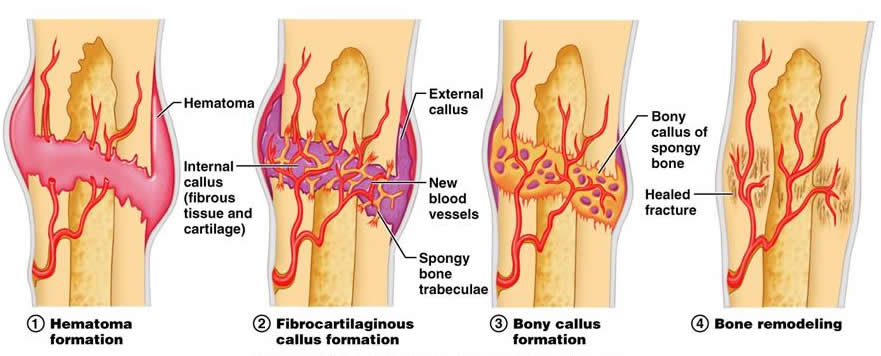 Hematoma
Internal
callus
(fibrous
tissue and
cartilage)
External
callus
New
blood
vessels
Spongy
bone
trabeculae
Bony
callus of
spongy
bone
Healed
fracture
1 Hematoma
formation
2 Fibrocartilaginous
callus formation
3 Bony callus
formation
4 Bone remodeling